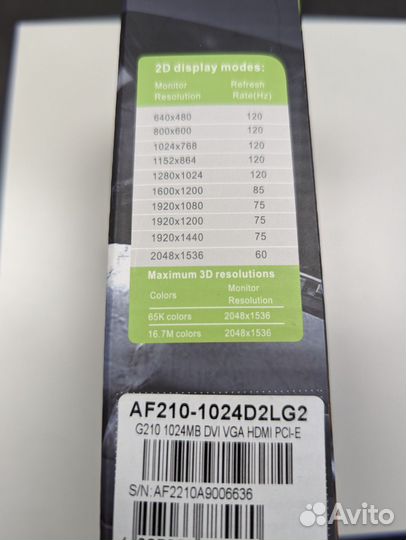 2D display modes:
Monitor Resolution Refresh Rate(Hz)
640x480 120
800x600 120
1024x768 120
1152x864 120
1280x1024 120
1600x1200 85
1920x1080 75
1920x1200 75
1920x1440 75
2048x1536 60
Maximum 3D resolutions
Colors Monitor Resolution
65K colors 2048x1536
16.7M colors 2048x1536
AF210-1024D2LG2
G210 1024MB DVI VGA HDMI PCI-E
S/N:AF2210A9006636
Avito